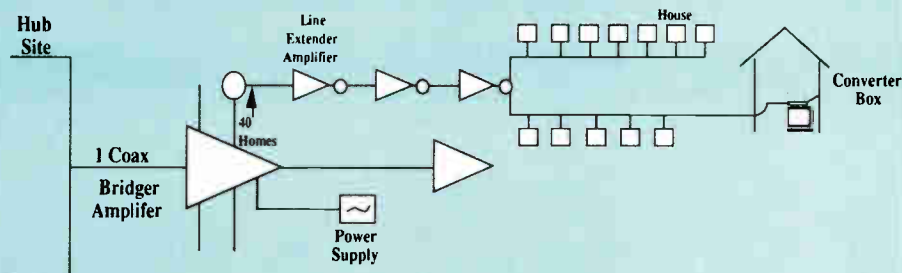 Hub
Site
Line
Extender
Amplifier
House
Converter
Box
40
Homes
1 Coax
Bridger
Amplifer
Power
Supply